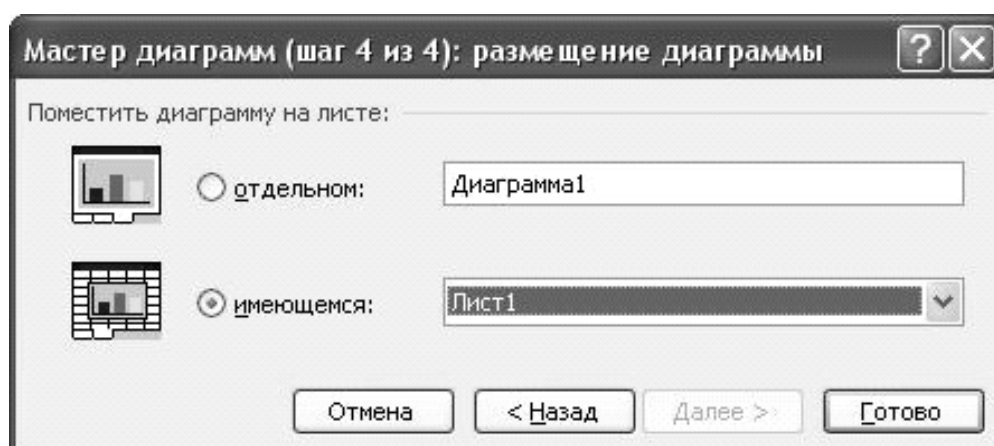 Мастер диаграмм (шаг 4 из 4): размещение диаграммы
Поместить диаграмму на листе:
отдельном: Диаграмма1
имеющемся: Лист1
Отмена < Назад Далее > Готово